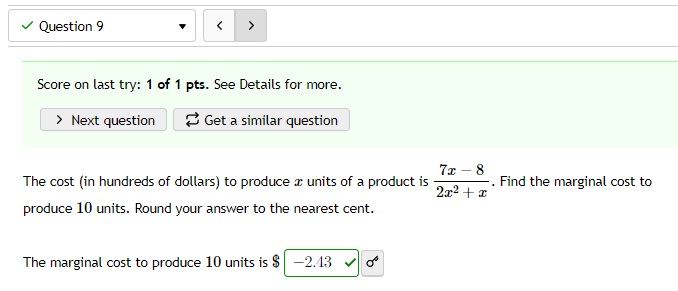 ✓ Question 9 ▼ < >
Score on last try: 1 of 1 pts. See Details for more.
> Next question Get a similar question
The cost (in hundreds of dollars) to produce x units of a product is (7x − 8)/(2x² + x). Find the marginal cost to
produce 10 units. Round your answer to the nearest cent.
The marginal cost to produce 10 units is $ −2.43 ✓